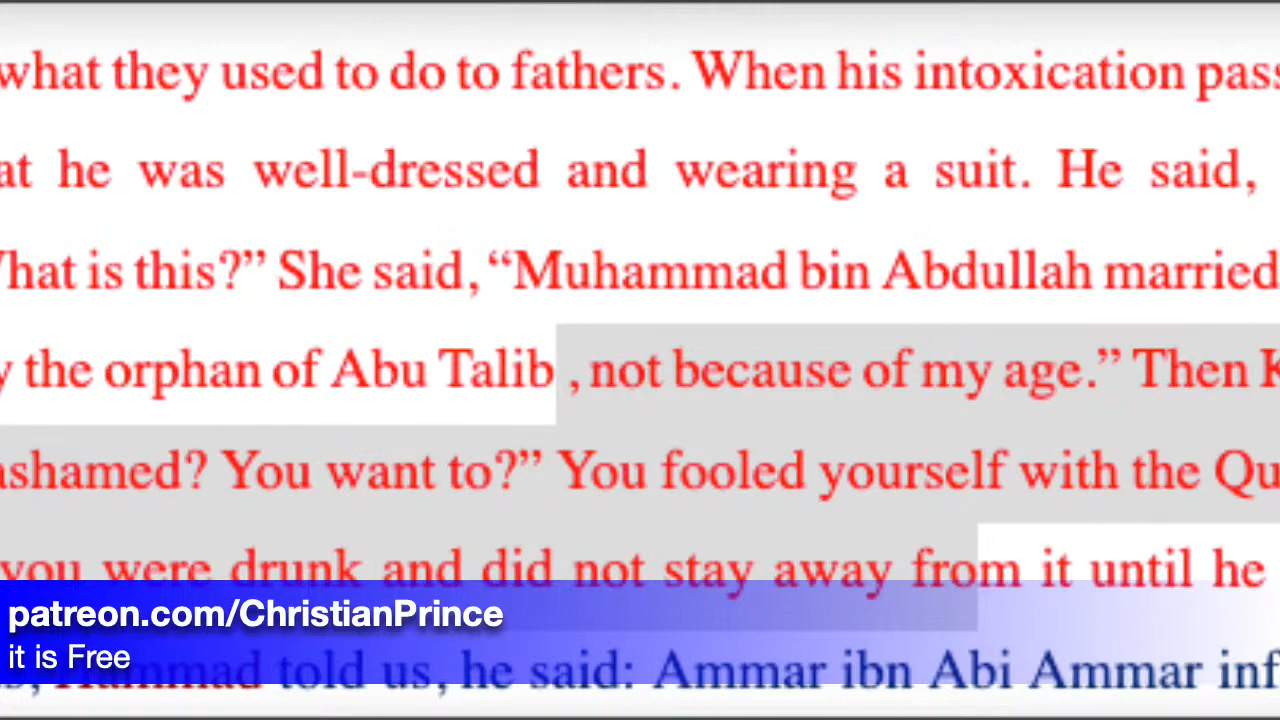 what they used to do to fathers. When his intoxication pass
at he was well-dressed and wearing a suit. He said,
What is this?” She said, “Muhammad bin Abdullah married
y the orphan of Abu Talib , not because of my age.” Then K
ashamed? You want to?” You fooled yourself with the Qu
you were drunk and did not stay away from it until he
patreon.com/ChristianPrince
it is Free
Hammad told us, he said: Ammar ibn Abi Ammar inf